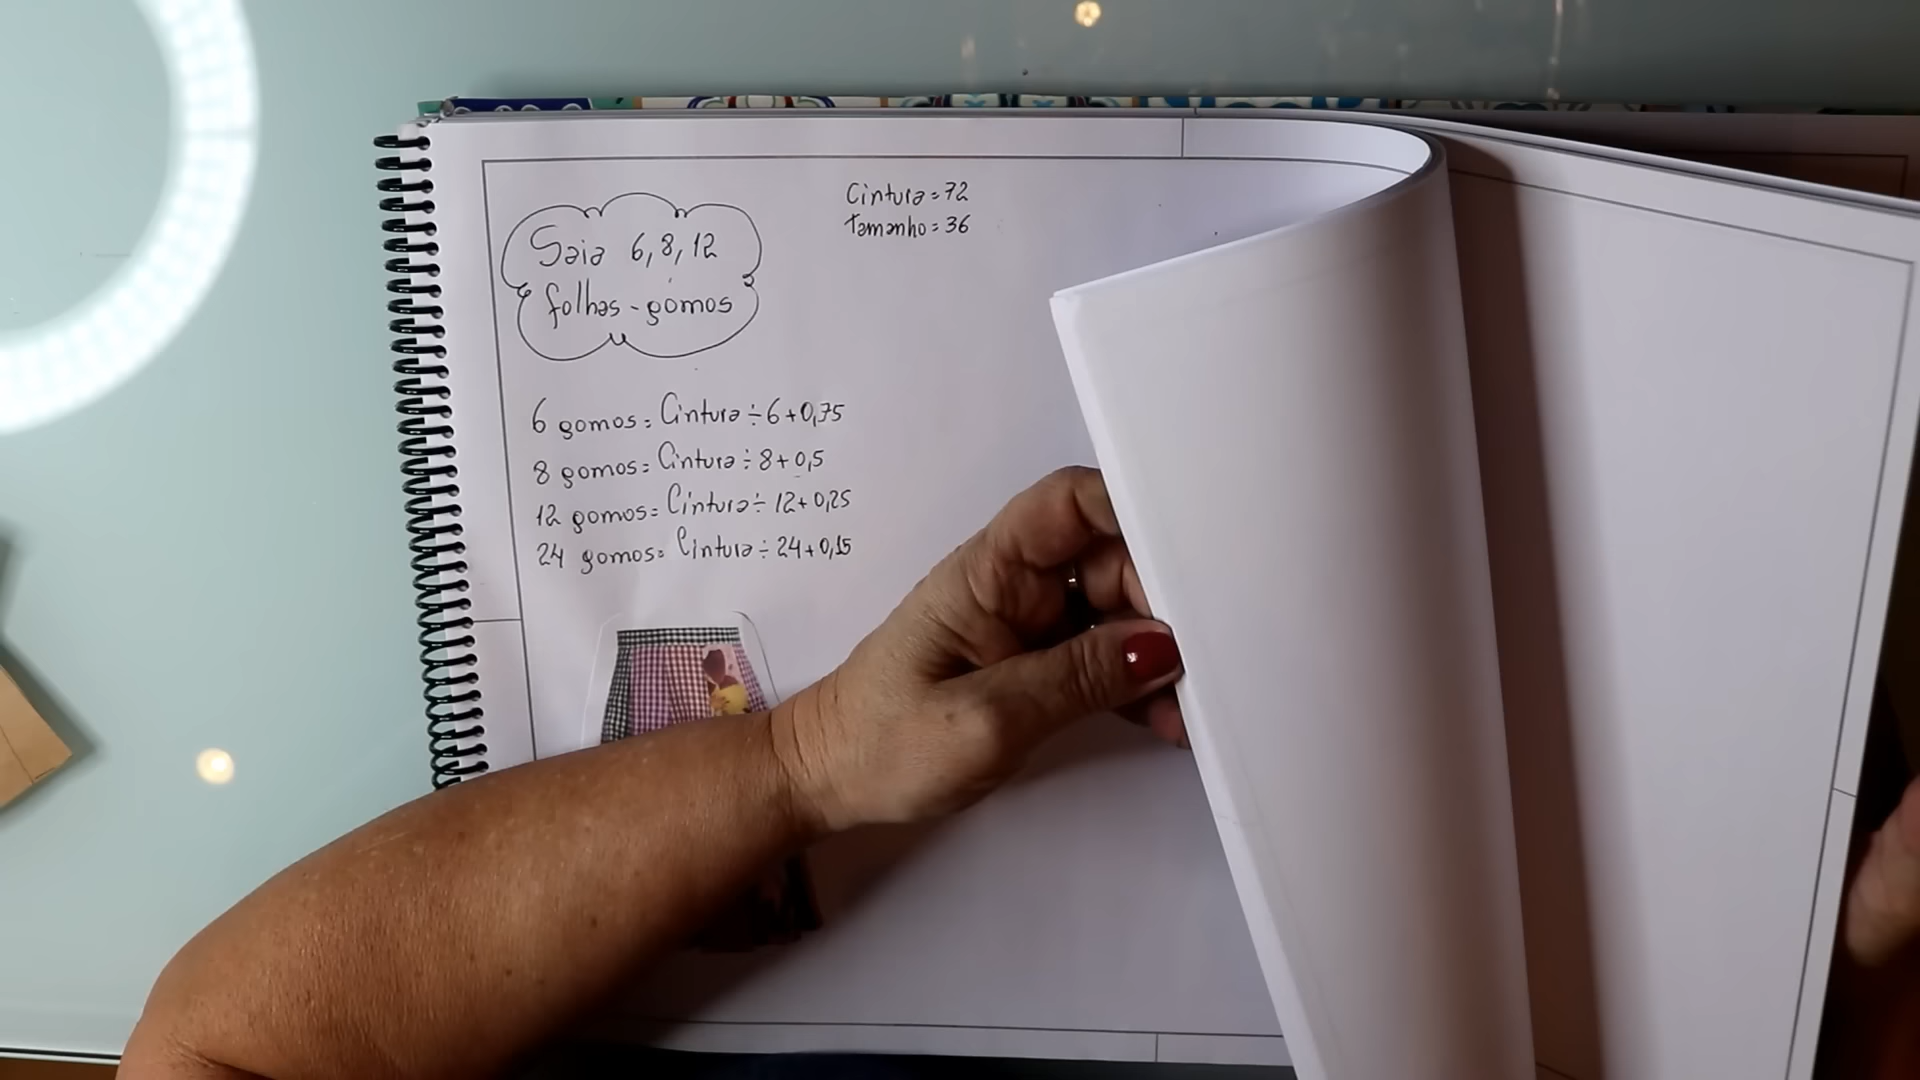 Saia 6, 8, 12
folhas - gomos
Cintura = 72
Tamanho = 36
6 gomos = Cintura ÷ 6 + 0,75
8 gomos = Cintura ÷ 8 + 0,5
12 gomos = Cintura ÷ 12 + 0,25
24 gomos = Cintura ÷ 24 + 0,15